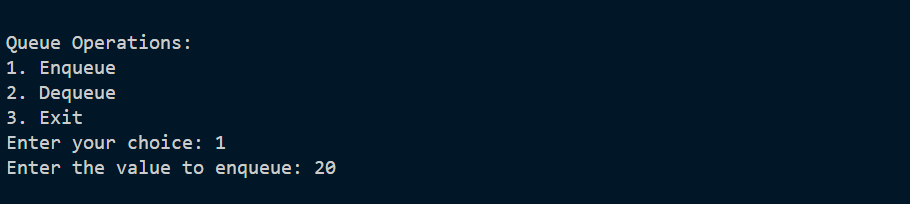 Queue Operations:
1. Enqueue
2. Dequeue
3. Exit
Enter your choice: 1
Enter the value to enqueue: 20